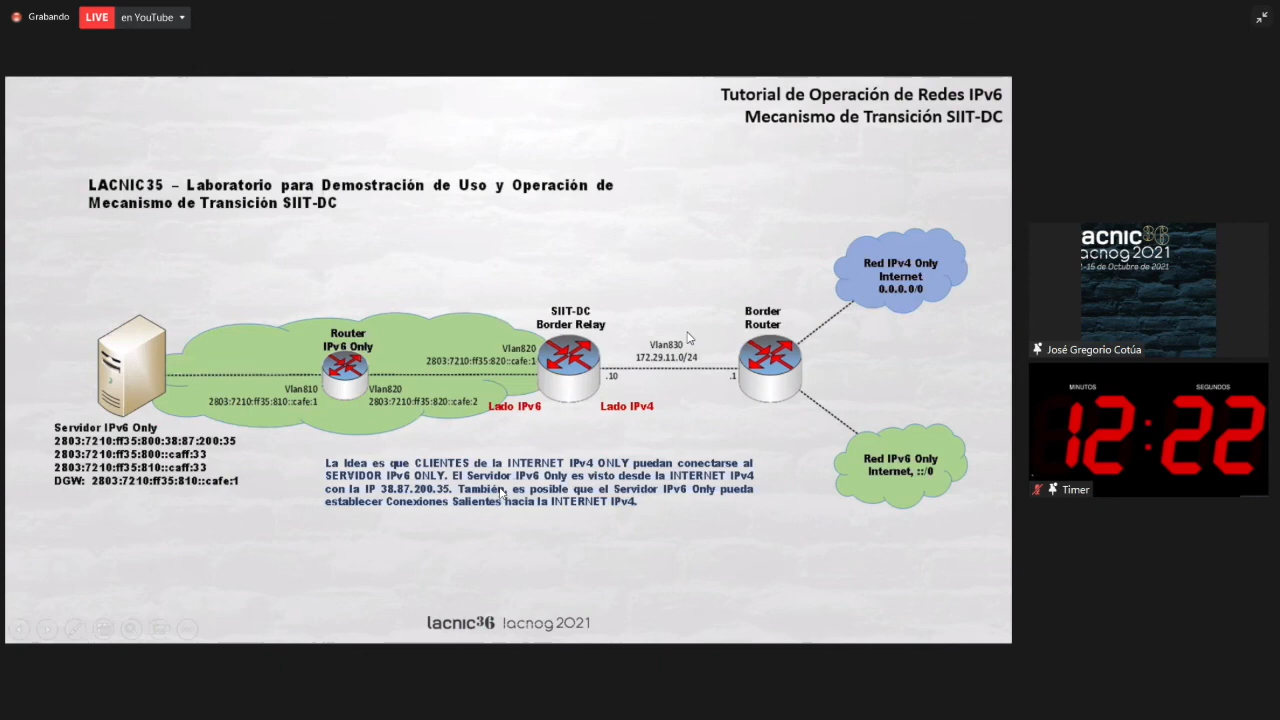 Grabando
LIVE en YouTube
Tutorial de Operación de Redes IPv6
Mecanismo de Transición SIIT-DC
LACNIC35 – Laboratorio para Demostración de Uso y Operación de
Mecanismo de Transición SIIT-DC
Red IPv4 Only
Internet
0.0.0.0/0
SIIT-DC
Border Relay
Border
Router
Router
IPv6 Only
Vlan820
2803:7210:ff35:820::cafe:1
Vlan830
172.29.11.0/24
.10
.1
Vlan810
2803:7210:ff35:810::cafe:1
Vlan820
2803:7210:ff35:820::cafe:2
Lado IPv6
Lado IPv4
Servidor IPv6 Only
2803:7210:ff35:800:38:87:200:35
2803:7210:ff35:800::caff:33
2803:7210:ff35:810::caff:33
DGW: 2803:7210:ff35:810::cafe:1
La Idea es que CLIENTES de la INTERNET IPv4 ONLY puedan conectarse al
SERVIDOR IPv6 ONLY. El Servidor IPv6 Only es visto desde la INTERNET IPv4
con la IP 38.87.200.35. También es posible que el Servidor IPv6 Only pueda
establecer Conexiones Salientes hacia la INTERNET IPv4.
Red IPv6 Only
Internet, ::/0
lacnic36 lacnog2021
acnic36
acnog2021
1-15 de Octubre de 2021
José Gregorio Cotúa
MINUTOS SEGUNDOS
12:22
Timer